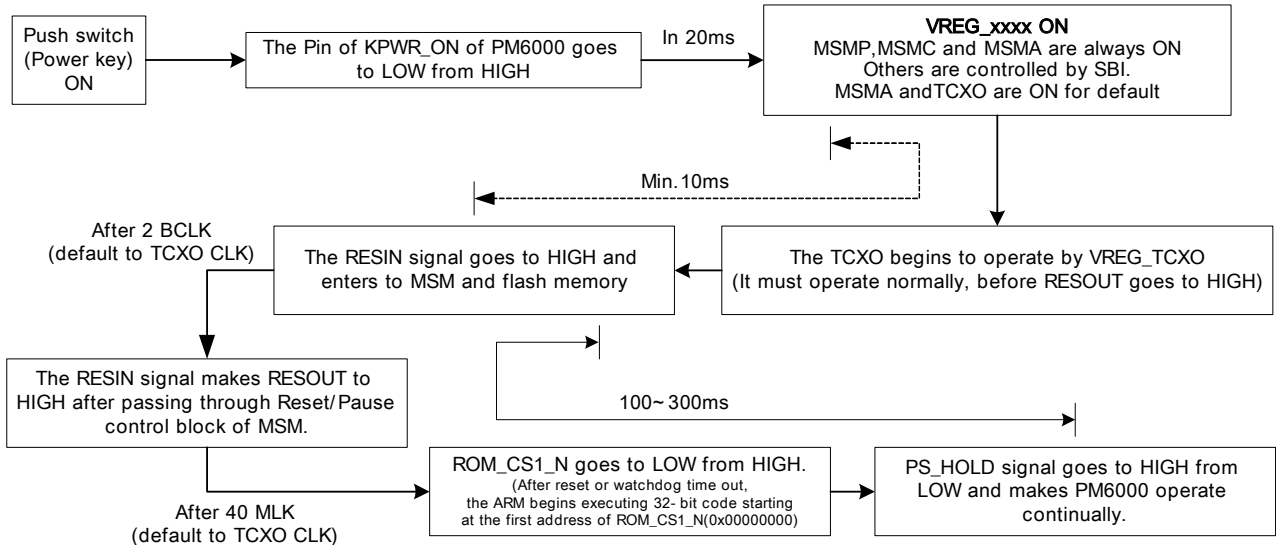 Push switch
(Power key)
ON
The Pin of KPWR_ON of PM6000 goes
to LOW from HIGH
In 20ms
VREG_xxxx ON
MSMP,MSMC and MSMA are always ON
Others are controlled by SBI.
MSMA andTCXO are ON for default
Min.10ms
The TCXO begins to operate by VREG_TCXO
(It must operate normally, before RESOUT goes to HIGH)
The RESIN signal goes to HIGH and
enters to MSM and flash memory
After 2 BCLK
(default to TCXO CLK)
The RESIN signal makes RESOUT to
HIGH after passing through Reset/Pause
control block of MSM.
100~300ms
After 40 MLK
(default to TCXO CLK)
ROM_CS1_N goes to LOW from HIGH.
(After reset or watchdog time out,
the ARM begins executing 32- bit code starting
at the first address of ROM_CS1_N(0x00000000)
PS_HOLD signal goes to HIGH from
LOW and makes PM6000 operate
continually.